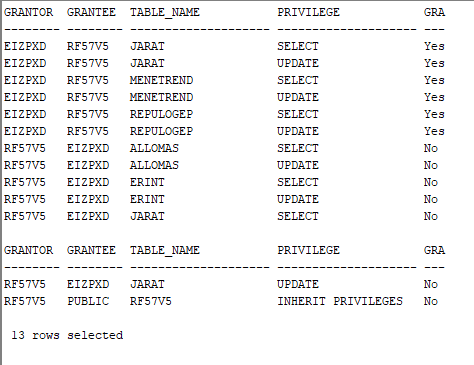 GRANTOR  GRANTEE  TABLE_NAME           PRIVILEGE            GRA
-------- -------- -------------------- -------------------- ---
EIZPXD   RF57V5   JARAT                SELECT               Yes
EIZPXD   RF57V5   JARAT                UPDATE               Yes
EIZPXD   RF57V5   MENETREND            SELECT               Yes
EIZPXD   RF57V5   MENETREND            UPDATE               Yes
EIZPXD   RF57V5   REPULOGEP            SELECT               Yes
EIZPXD   RF57V5   REPULOGEP            UPDATE               Yes
RF57V5   EIZPXD   ALLOMAS              SELECT               No
RF57V5   EIZPXD   ALLOMAS              UPDATE               No
RF57V5   EIZPXD   ERINT                SELECT               No
RF57V5   EIZPXD   ERINT                UPDATE               No
RF57V5   EIZPXD   JARAT                SELECT               No
GRANTOR  GRANTEE  TABLE_NAME           PRIVILEGE            GRA
-------- -------- -------------------- -------------------- ---
RF57V5   EIZPXD   JARAT                UPDATE               No
RF57V5   PUBLIC   RF57V5               INHERIT PRIVILEGES   No
13 rows selected